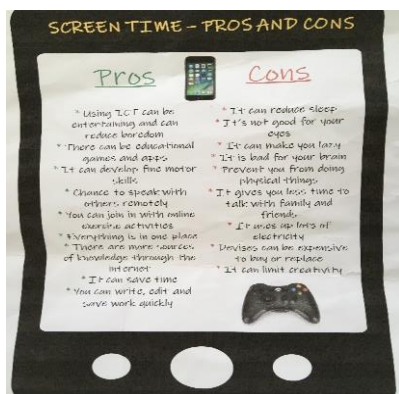 SCREEN TIME – PROS AND CONS
Pros
* Using ICT can be
entertaining and can
reduce boredom
* There can be educational
games and apps
* It can develop fine motor
skills
* Chance to speak with
others remotely
* You can join in with online
exercise activities
* Everything is in one place
* There are more sources
of knowledge through the
internet
* It can save time
* You can write, edit and
save work quickly
Cons
* It can reduce sleep
* It's not good for your
eyes
* It can make you lazy
* It is bad for your brain
* Prevent you from doing
physical things
* It gives you less time to
talk with family and
friends
* It uses up lots of
electricity
* Devises can be expensive
to buy or replace
* It can limit creativity